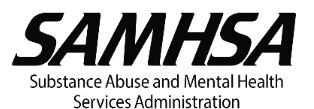 SAMHSA
Substance Abuse and Mental Health
Services Administration